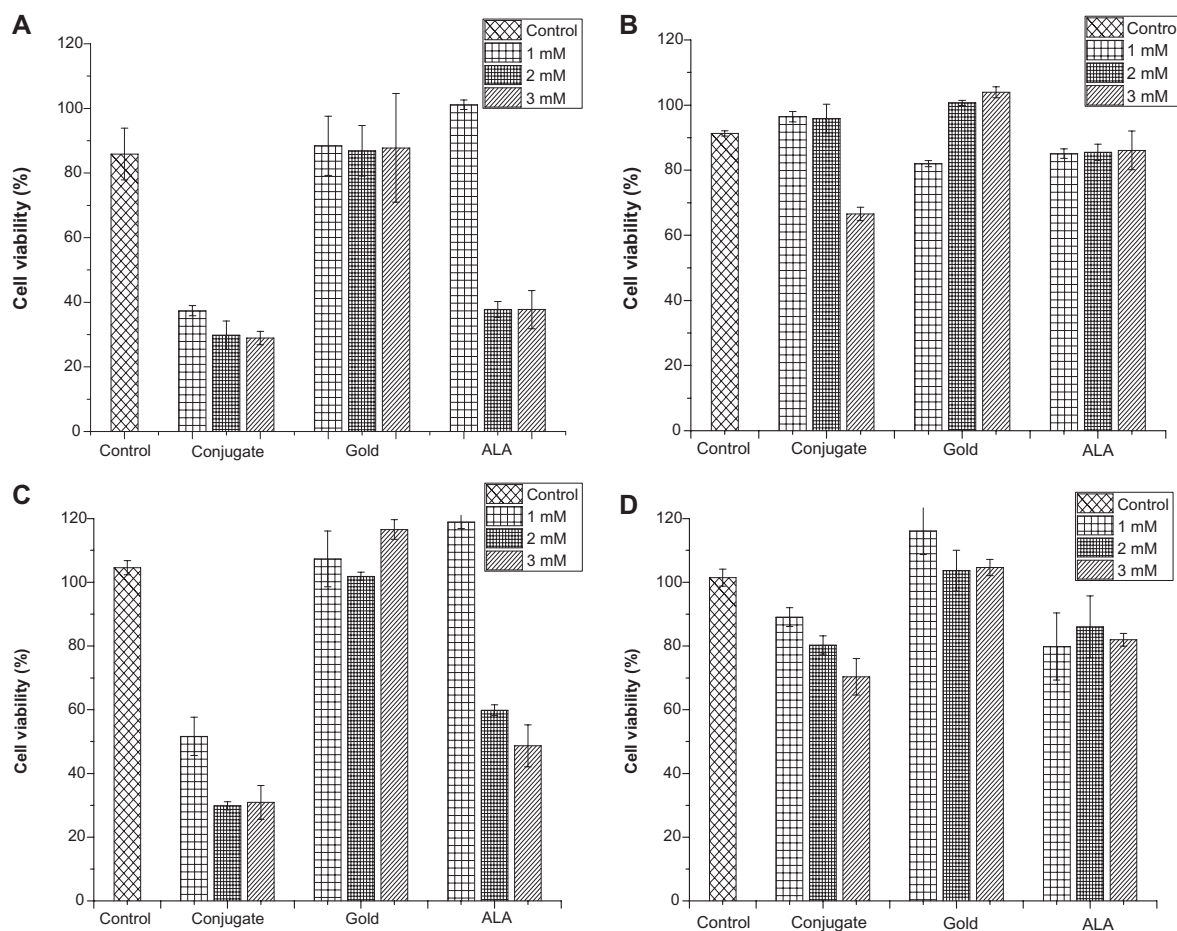 A
Cell viability (%)
120
100
80
60
40
20
0
Control
1 mM
2 mM
3 mM
Control
Conjugate
Gold
ALA
B
Cell viability (%)
120
100
80
60
40
20
0
Control
1 mM
2 mM
3 mM
Control
Conjugate
Gold
ALA
C
Cell viability (%)
120
100
80
60
40
20
0
Control
1 mM
2 mM
3 mM
Control
Conjugate
Gold
ALA
D
Cell viability (%)
120
100
80
60
40
20
0
Control
1 mM
2 mM
3 mM
Control
Conjugate
Gold
ALA